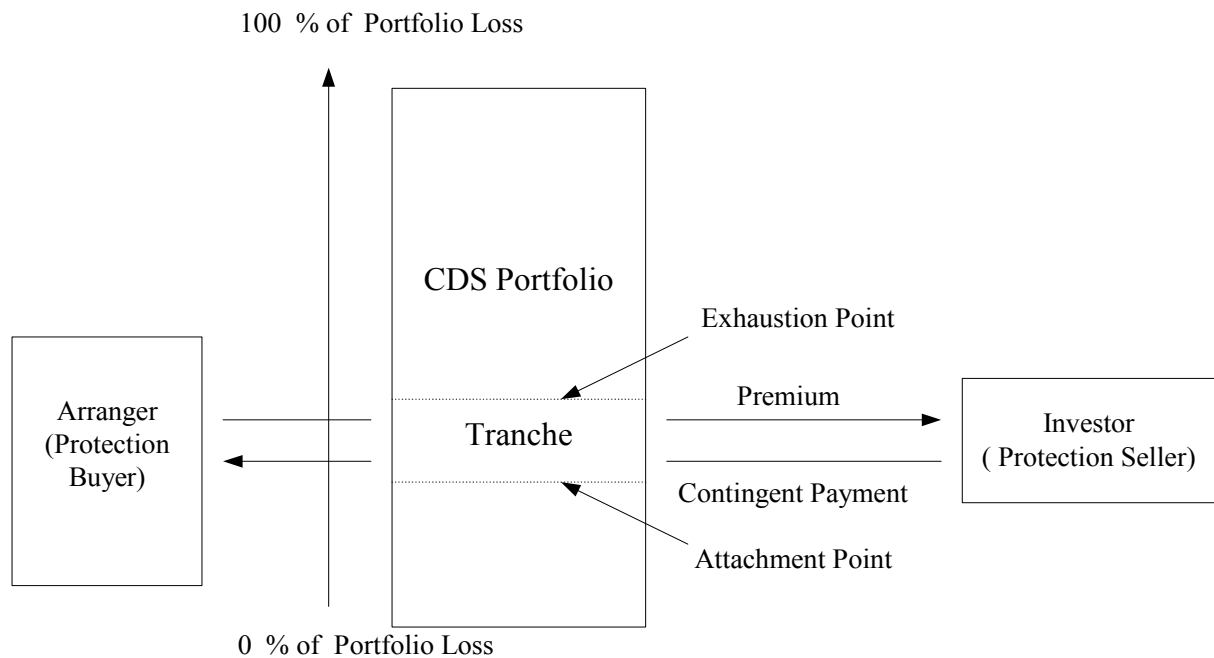 100 % of Portfolio Loss
CDS Portfolio
Exhaustion Point
Arranger
(Protection
Buyer)
Tranche
Premium
Investor
( Protection Seller)
Contingent Payment
Attachment Point
0 % of Portfolio Loss